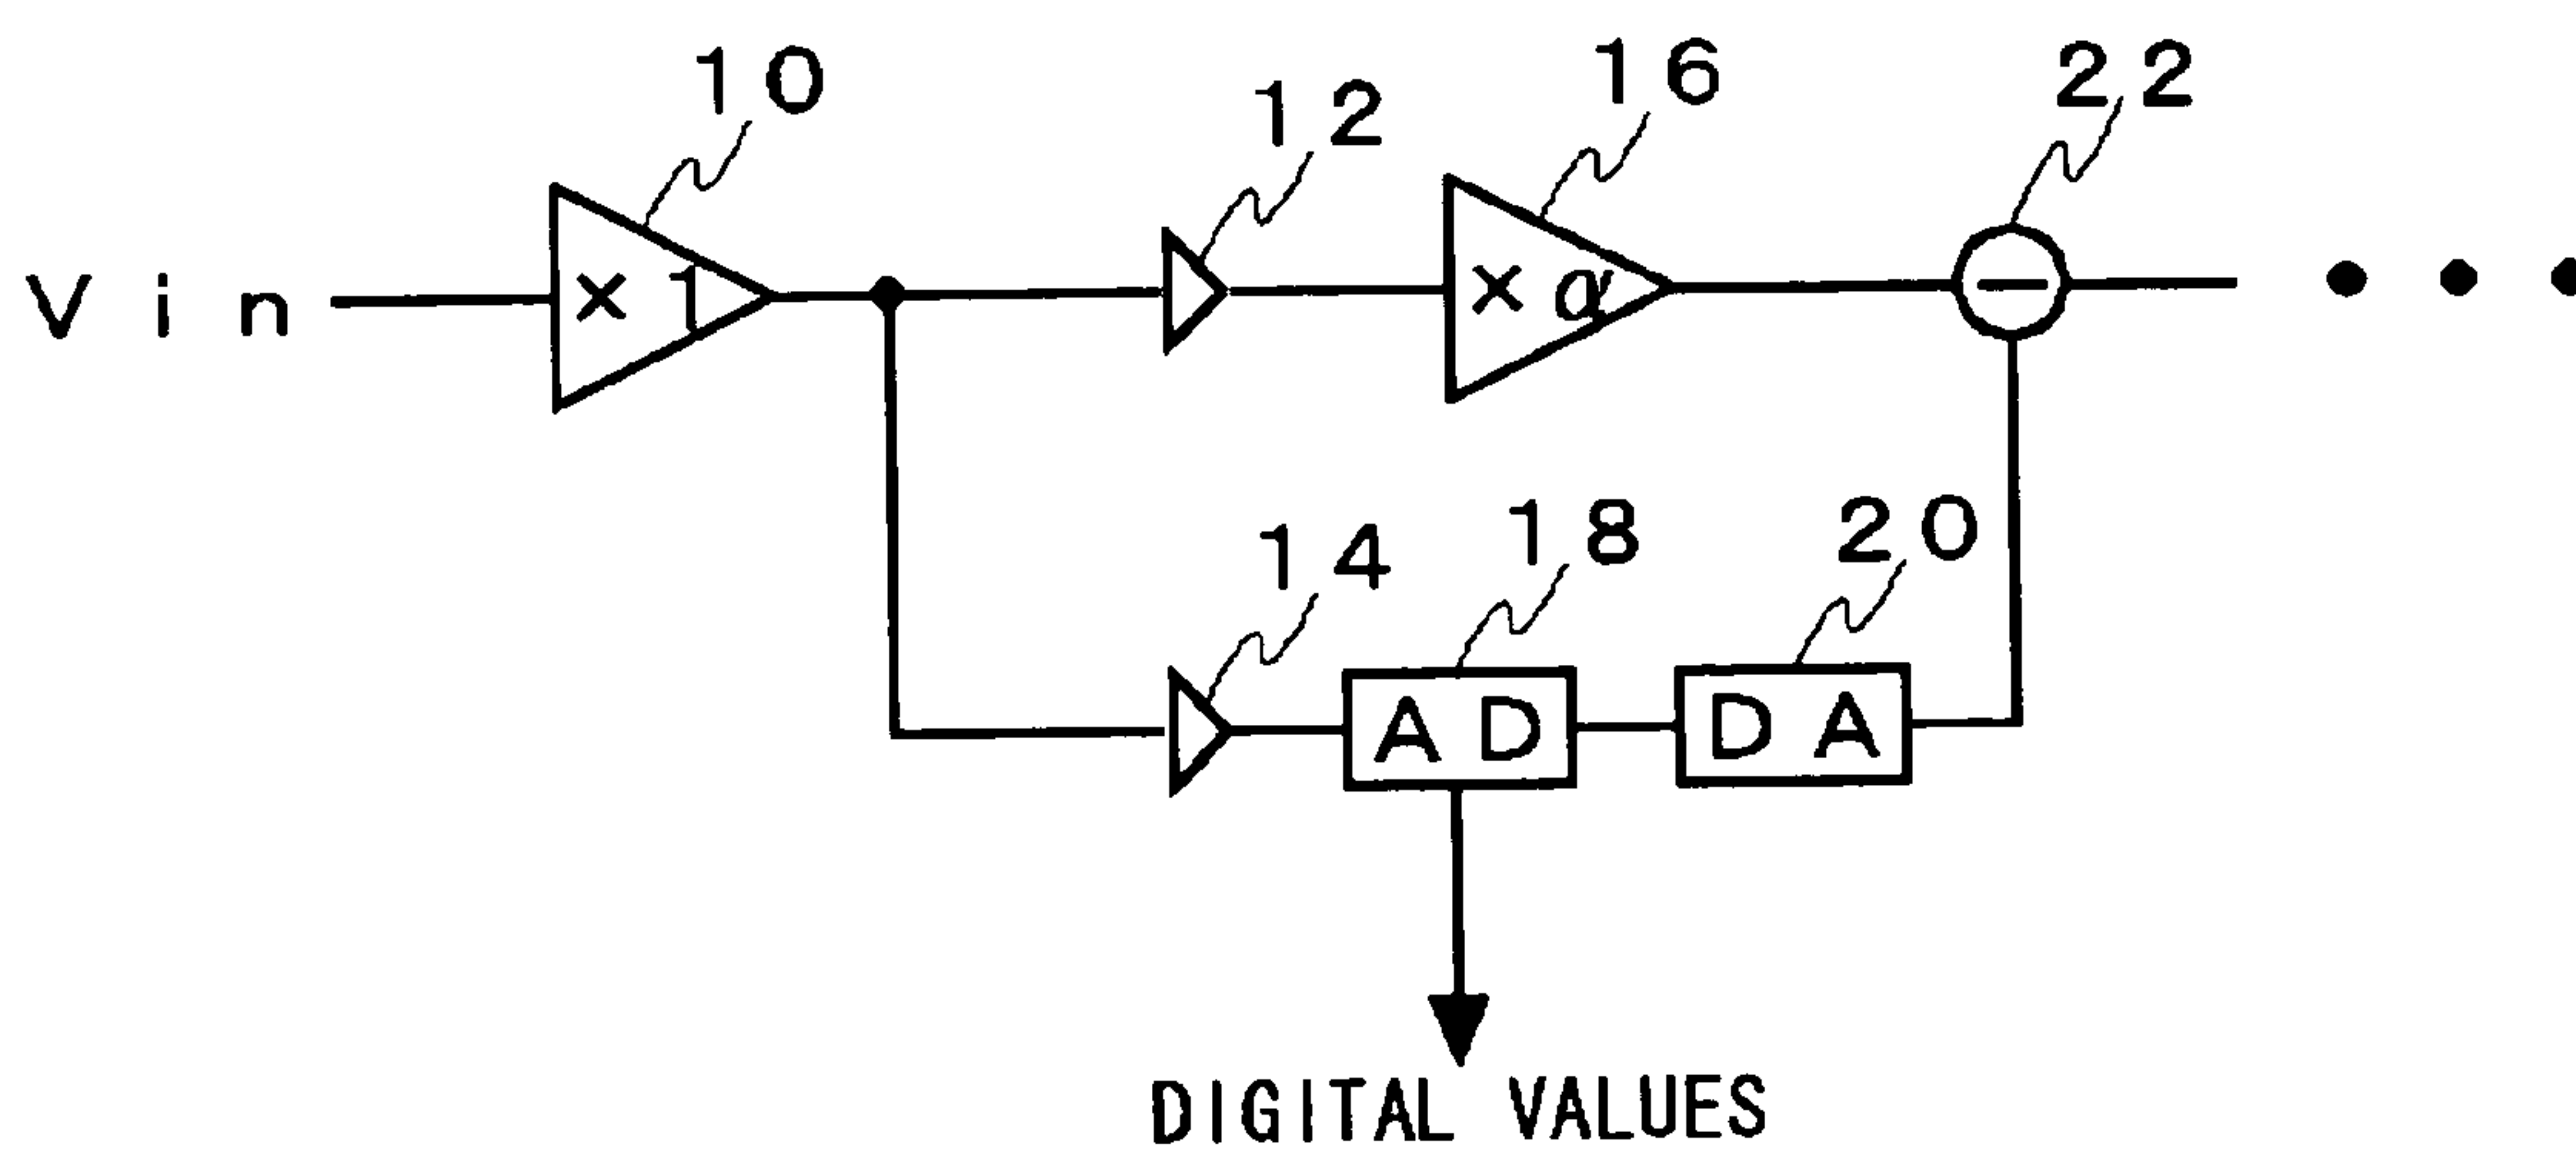 10
12
16
22
Vin
× 1
× α
−
14
18
20
AD
DA
DIGITAL VALUES